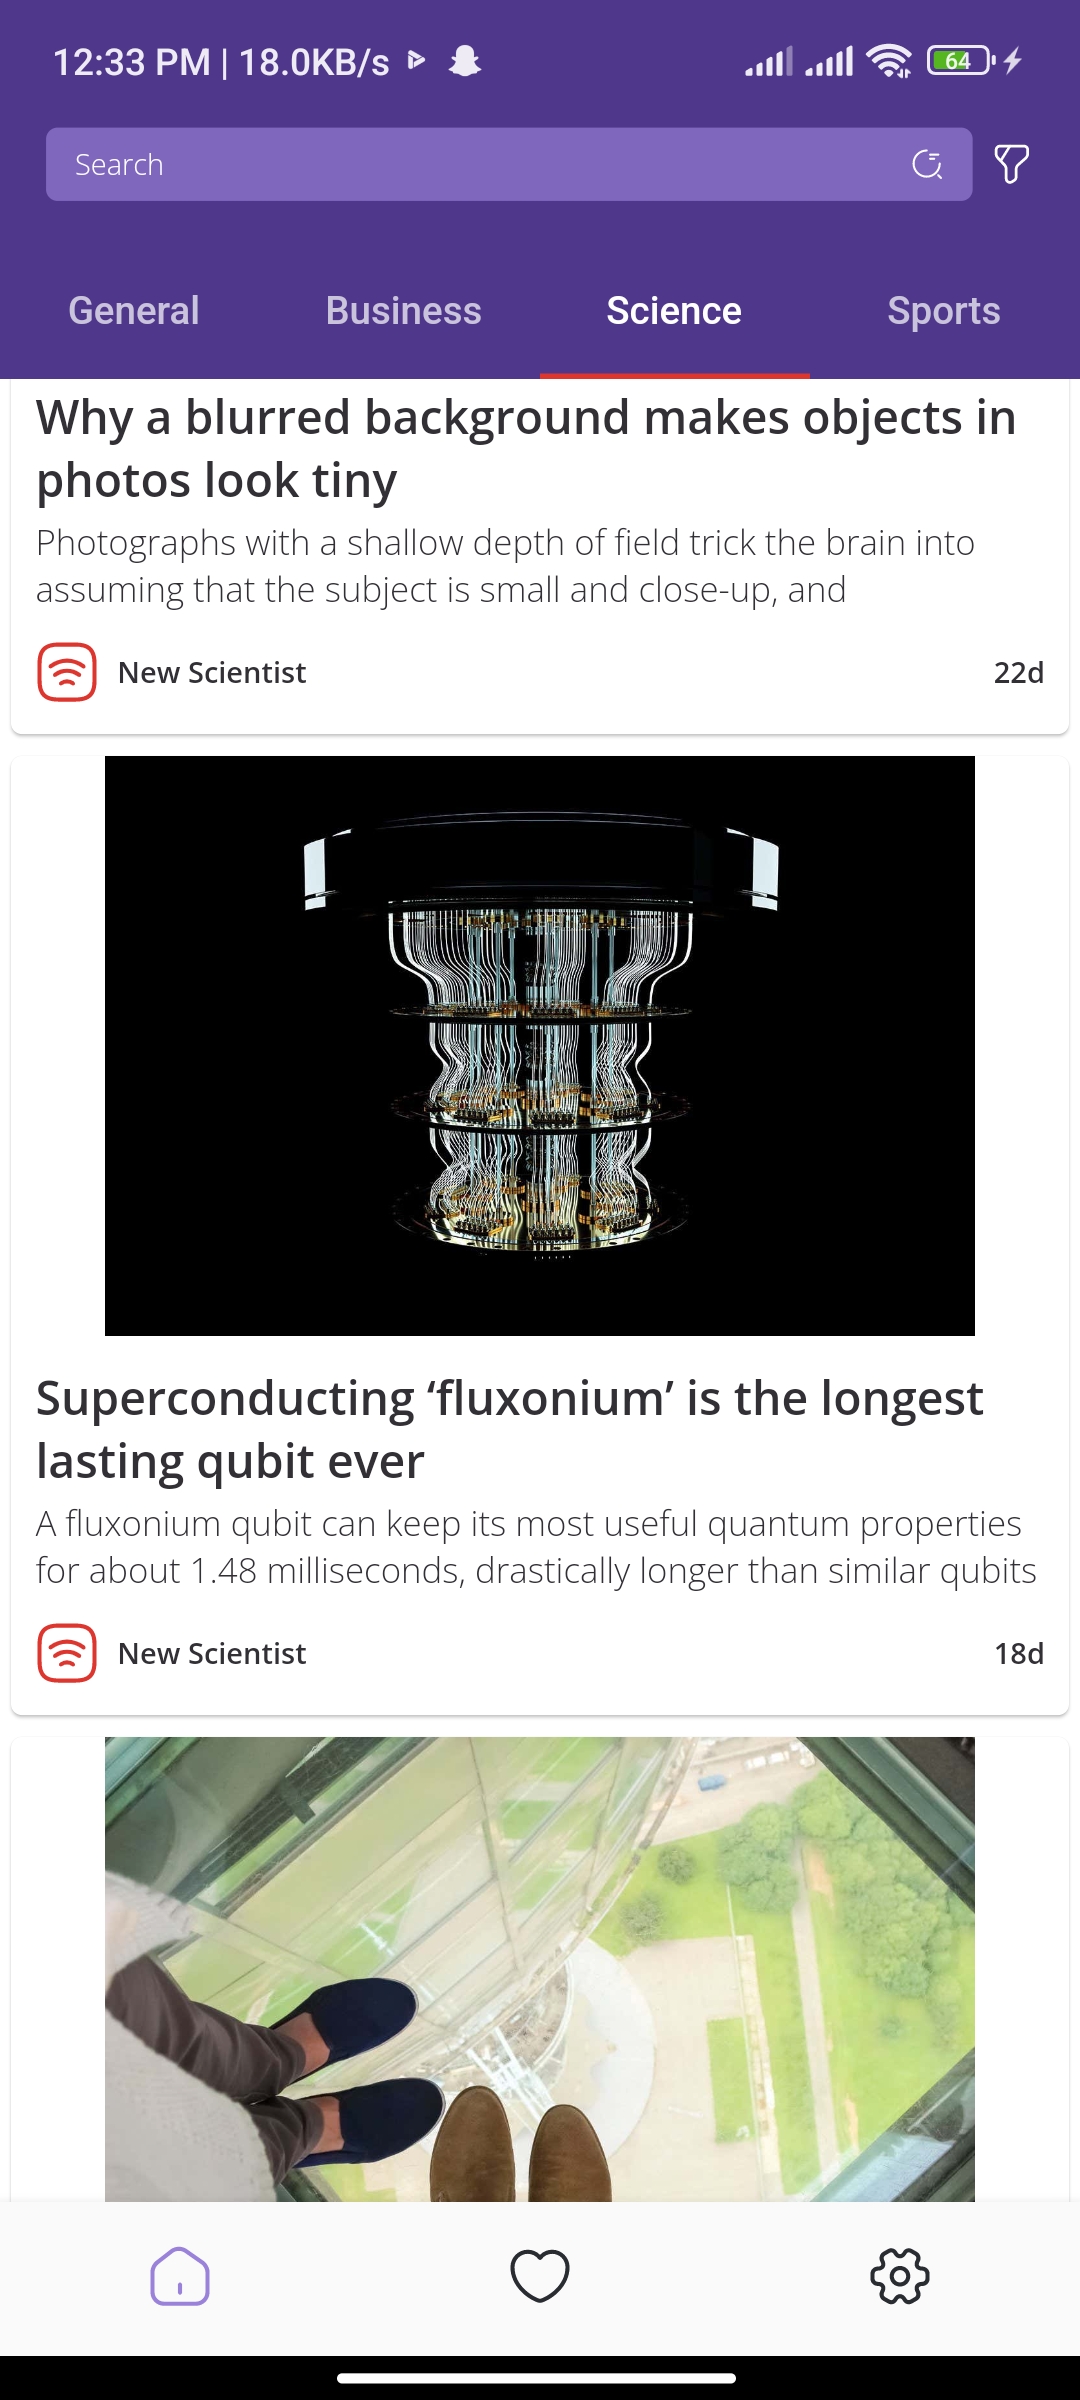 12:33 PM | 18.0KB/s
64
Search
General Business Science Sports
Why a blurred background makes objects in
photos look tiny
Photographs with a shallow depth of field trick the brain into
assuming that the subject is small and close-up, and
New Scientist 22d
Superconducting ‘fluxonium’ is the longest
lasting qubit ever
A fluxonium qubit can keep its most useful quantum properties
for about 1.48 milliseconds, drastically longer than similar qubits
New Scientist 18d